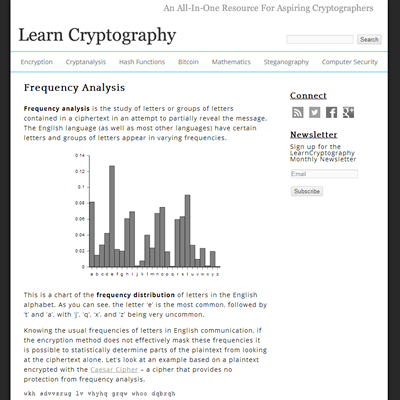 An All-In-One Resource For Aspiring Cryptographers
Learn Cryptography
Search
Encryption Cryptanalysis Hash Functions Bitcoin Mathematics Steganography Computer Security
Frequency Analysis
Frequency analysis is the study of letters or groups of letters
contained in a ciphertext in an attempt to partially reveal the message.
The English language (as well as most other languages) have certain
letters and groups of letters appear in varying frequencies.
0.14
0.12
0.1
0.08
0.06
0.04
0.02
0
a b c d e f g h i j k l m n o p q r s t u v w x y z
This is a chart of the frequency distribution of letters in the English
alphabet. As you can see, the letter 'e' is the most common, followed by
't' and 'a', with 'j', 'q', 'x', and 'z' being very uncommon.
Knowing the usual frequencies of letters in English communication, if
the encryption method does not effectively mask these frequencies it
is possible to statistically determine parts of the plaintext from looking
at the ciphertext alone. Let's look at an example based on a plaintext
encrypted with the Caesar Cipher – a cipher that provides no
protection from frequency analysis.
wkh sdvvzrug lv vhyhq grqw whoo dqbrqh
Connect
Newsletter
Sign up for the
LearnCryptography
Monthly Newsletter
Email
Subscribe